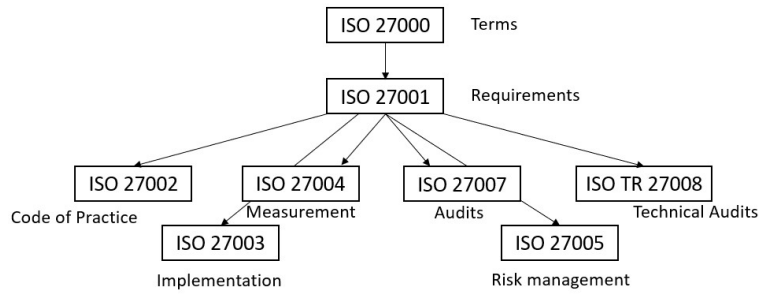 ISO 27000 Terms
ISO 27001 Requirements
ISO 27002 ISO 27004 ISO 27007 ISO TR 27008
Code of Practice Measurement Audits Technical Audits
ISO 27003 ISO 27005
Implementation Risk management